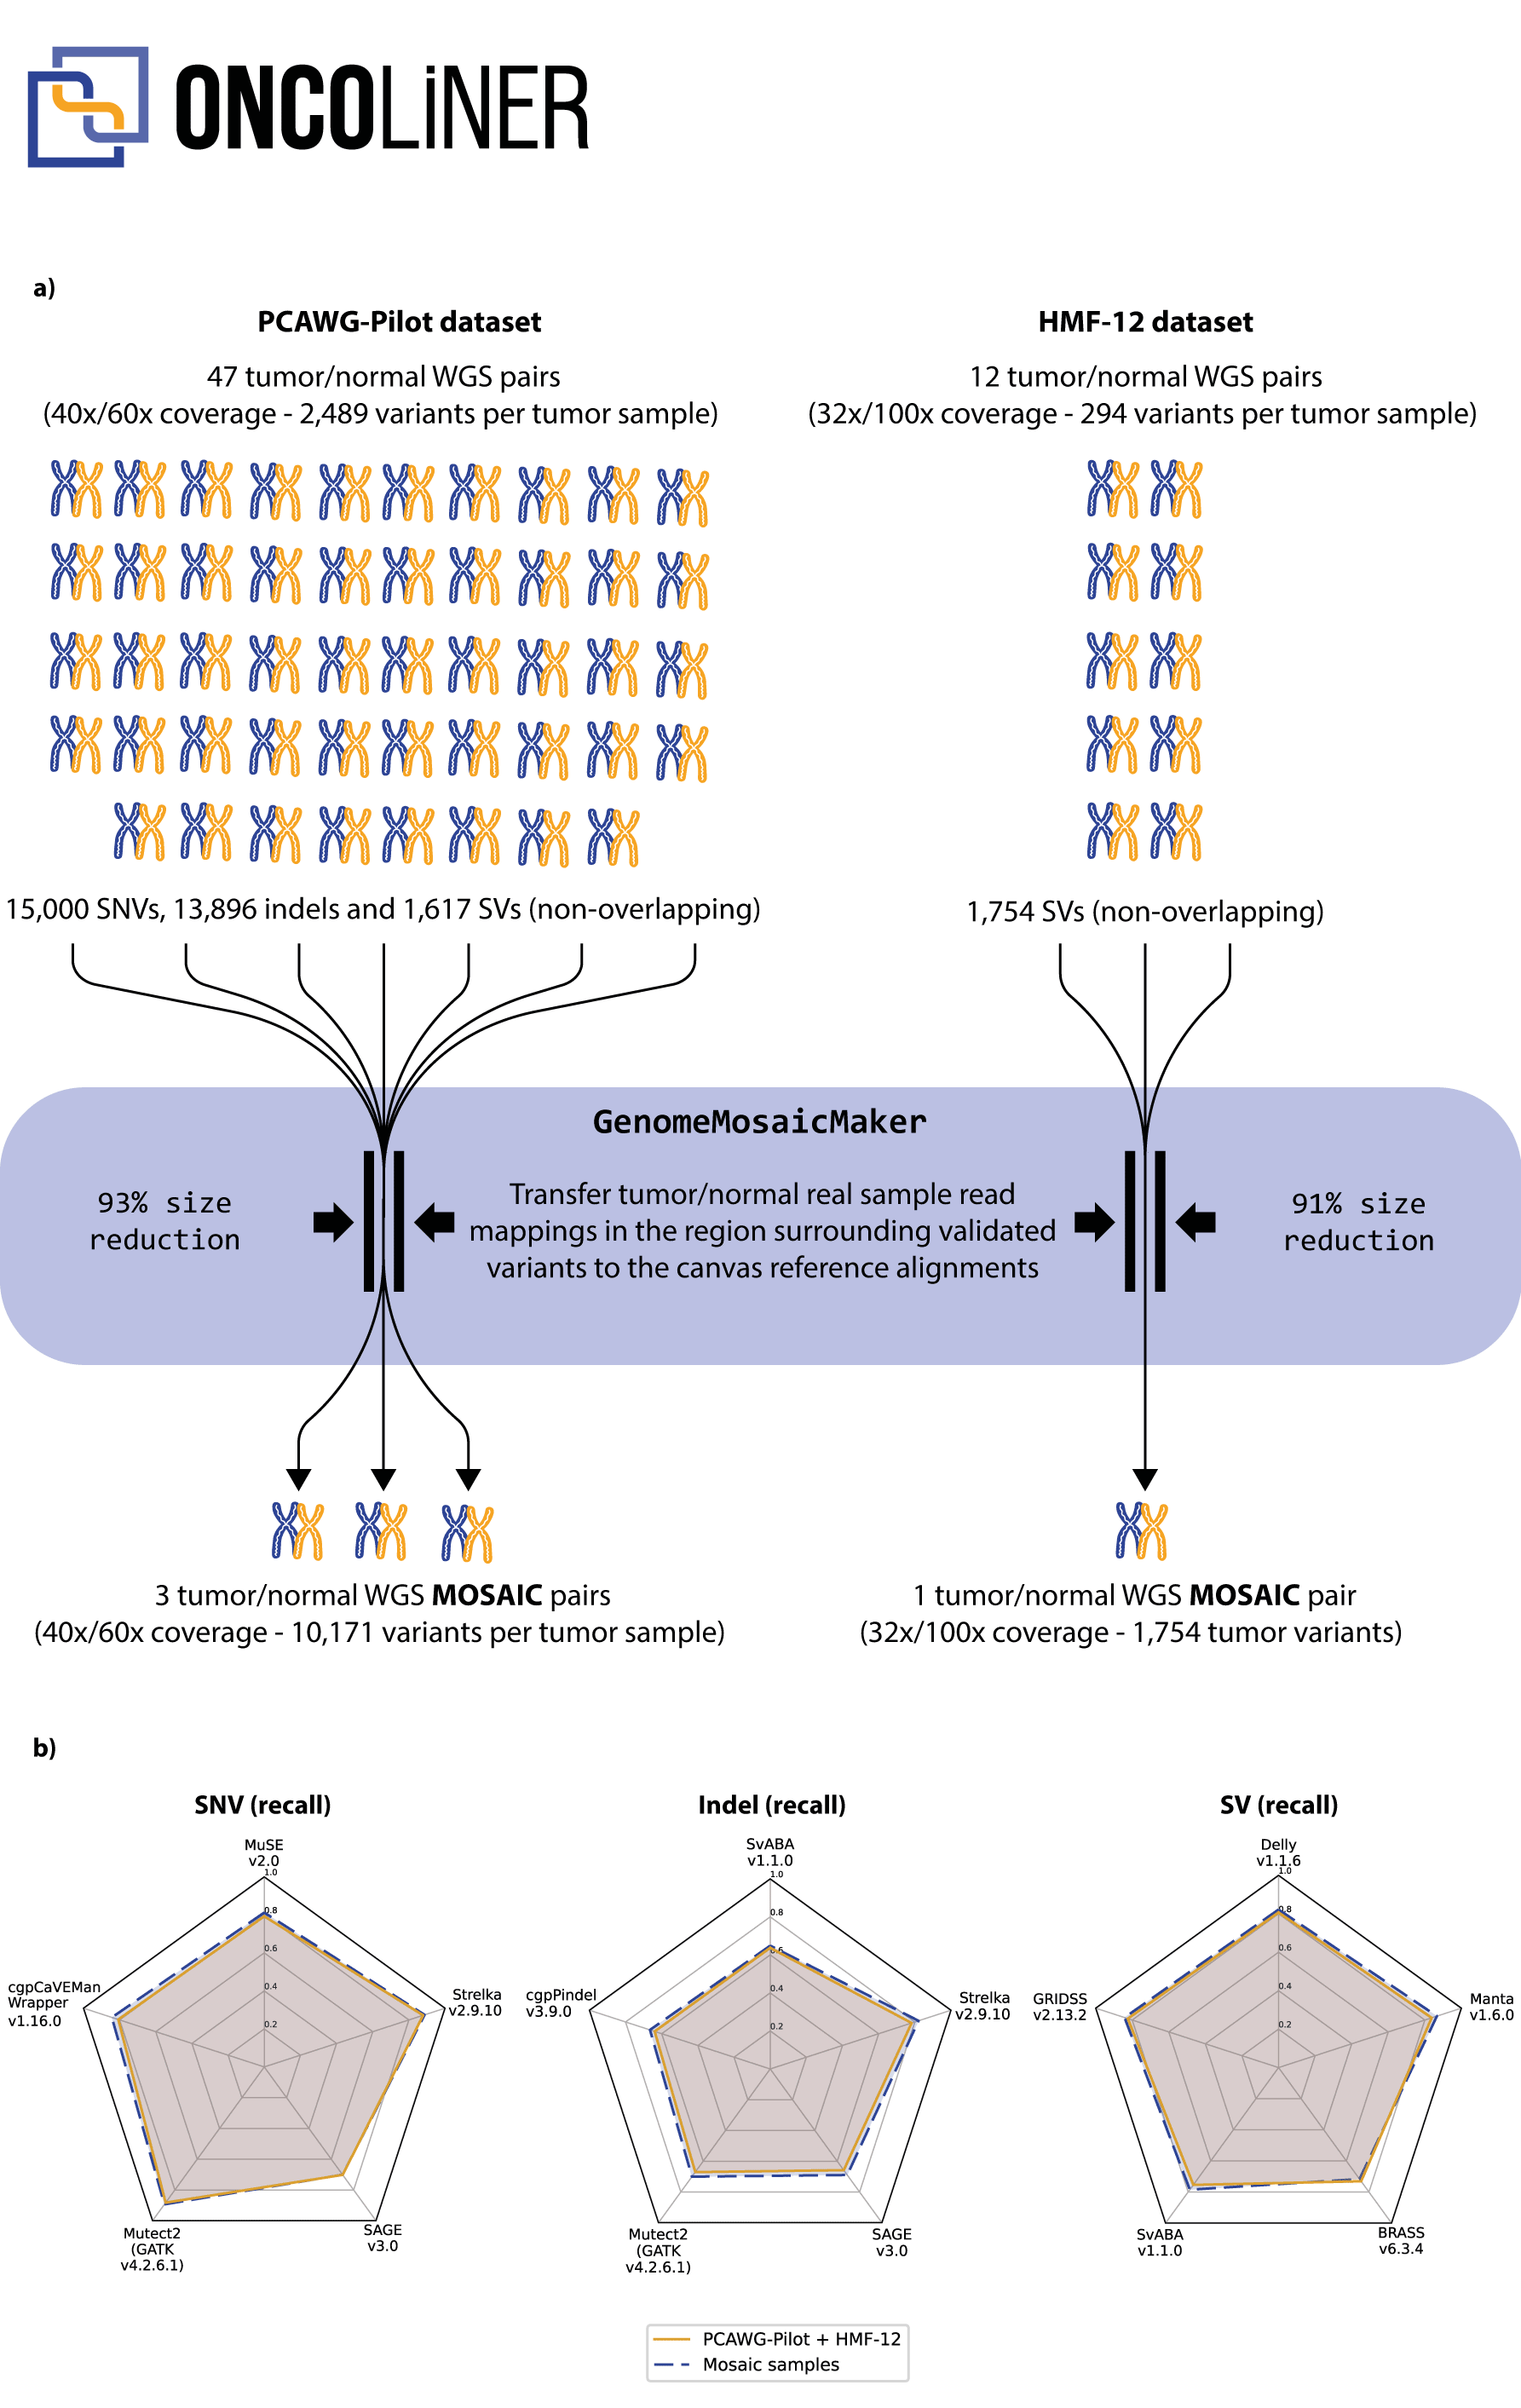 ONCOLiNER
a)
PCAWG-Pilot dataset
47 tumor/normal WGS pairs
(40x/60x coverage - 2,489 variants per tumor sample)
15,000 SNVs, 13,896 indels and 1,617 SVs (non-overlapping)
HMF-12 dataset
12 tumor/normal WGS pairs
(32x/100x coverage - 294 variants per tumor sample)
1,754 SVs (non-overlapping)
GenomeMosaicMaker
93% size
reduction
Transfer tumor/normal real sample read
mappings in the region surrounding validated
variants to the canvas reference alignments
91% size
reduction
3 tumor/normal WGS MOSAIC pairs
(40x/60x coverage - 10,171 variants per tumor sample)
1 tumor/normal WGS MOSAIC pair
(32x/100x coverage - 1,754 tumor variants)
b)
SNV (recall)
MuSE
v2.0
1.0
0.8
0.6
0.4
0.2
cgpCaVEMan
Wrapper
v1.16.0
Strelka
v2.9.10
Mutect2
(GATK
v4.2.6.1)
SAGE
v3.0
Indel (recall)
SvABA
v1.1.0
1.0
0.8
0.6
0.4
0.2
cgpPindel
v3.9.0
Strelka
v2.9.10
Mutect2
(GATK
v4.2.6.1)
SAGE
v3.0
SV (recall)
Delly
v1.1.6
1.0
0.8
0.6
0.4
0.2
GRIDSS
v2.13.2
Manta
v1.6.0
SvABA
v1.1.0
BRASS
v6.3.4
PCAWG-Pilot + HMF-12
Mosaic samples